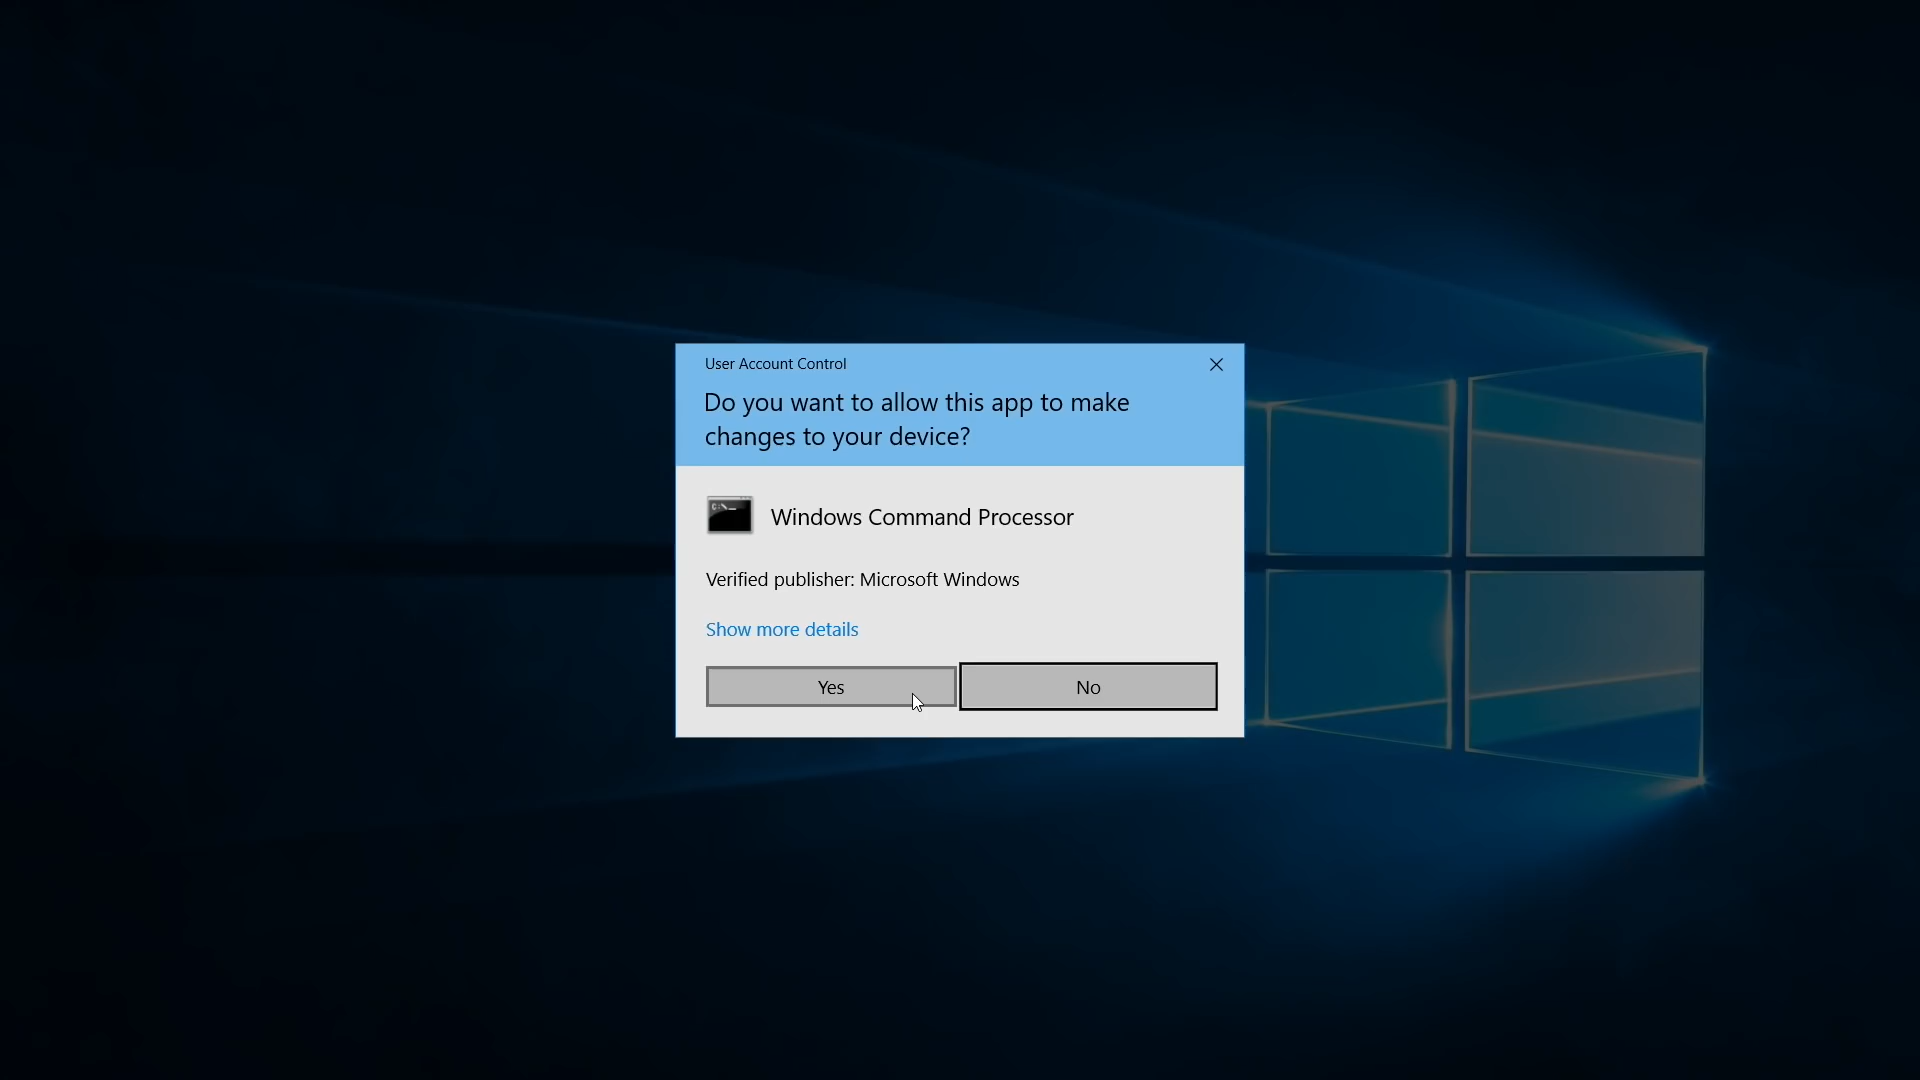 User Account Control
Do you want to allow this app to make
changes to your device?
C:\_
Windows Command Processor
Verified publisher: Microsoft Windows
Show more details
Yes
No